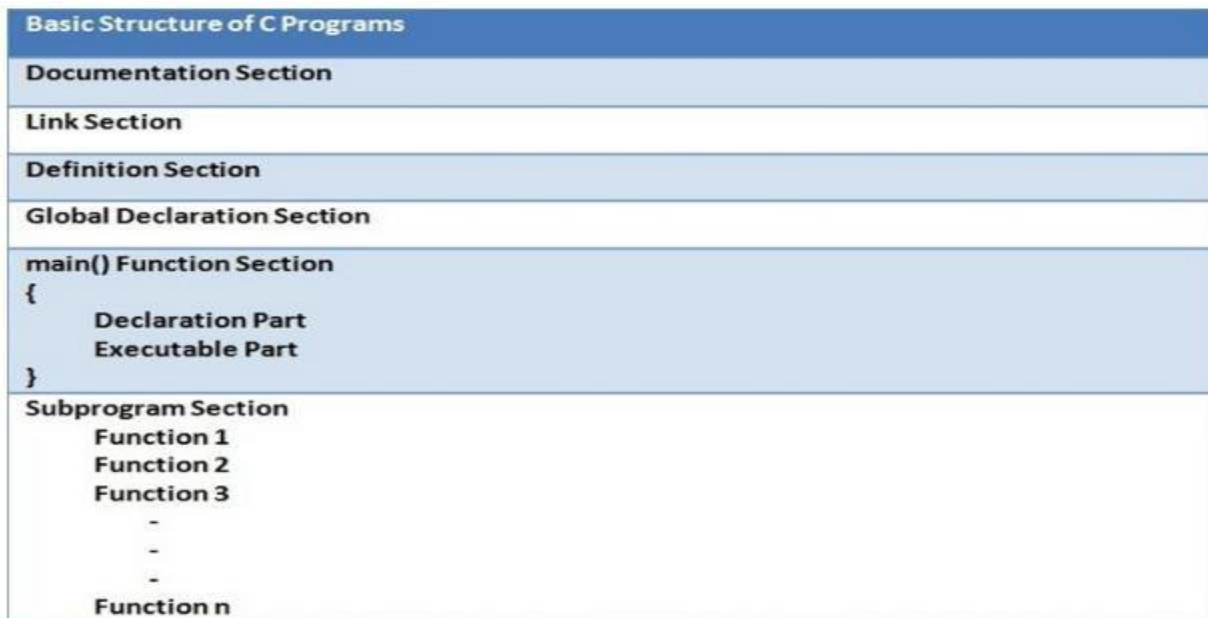 Basic Structure of C Programs
Documentation Section
Link Section
Definition Section
Global Declaration Section
main() Function Section
{
Declaration Part
Executable Part
}
Subprogram Section
Function 1
Function 2
Function 3
-
-
-
Function n